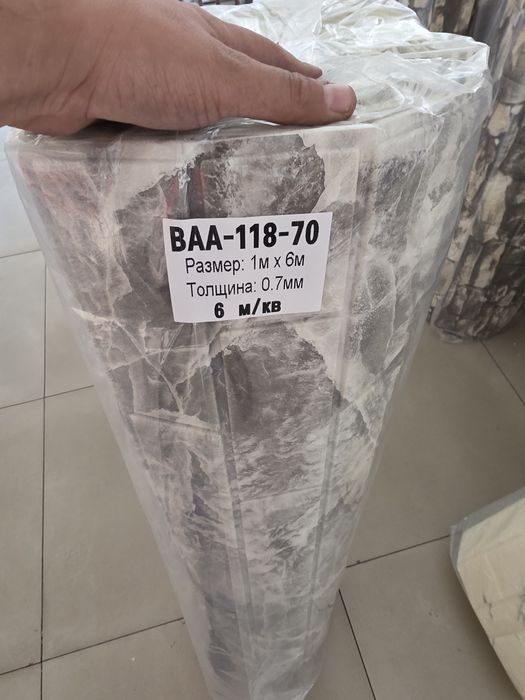 BAA-118-70
Размер: 1м х 6м
Толщина: 0.7мм
6 м/кв